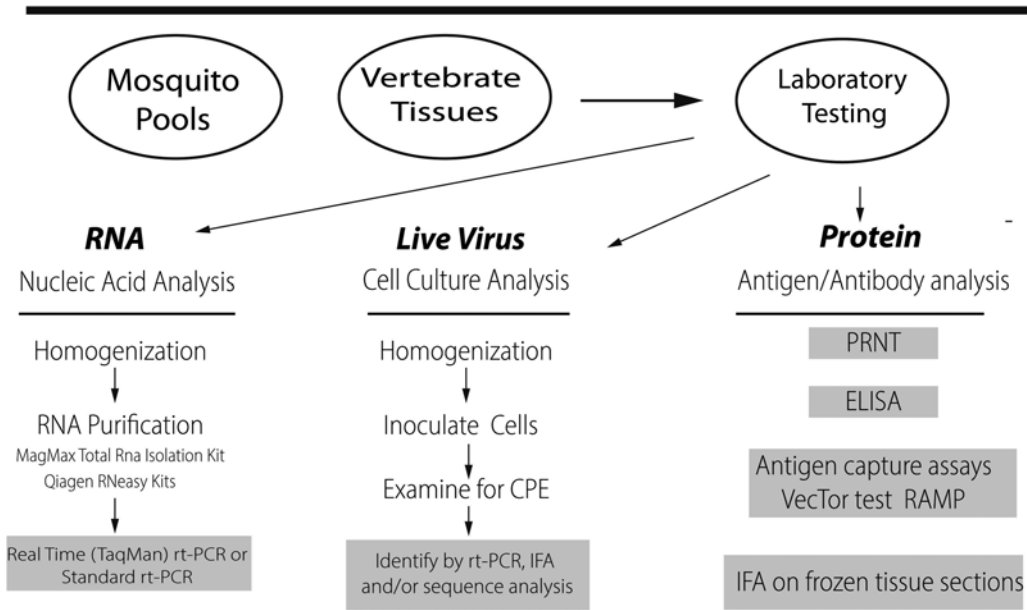 Mosquito
Pools
Vertebrate
Tissues
Laboratory
Testing
RNA
Nucleic Acid Analysis
Homogenization
RNA Purification
MagMax Total Rna Isolation Kit
Qiagen RNeasy Kits
Real Time (TaqMan) rt-PCR or
Standard rt-PCR
Live Virus
Cell Culture Analysis
Homogenization
Inoculate Cells
Examine for CPE
Identify by rt-PCR, IFA
and/or sequence analysis
Protein
Antigen/Antibody analysis
PRNT
ELISA
Antigen capture assays
VecTor test RAMP
IFA on frozen tissue sections